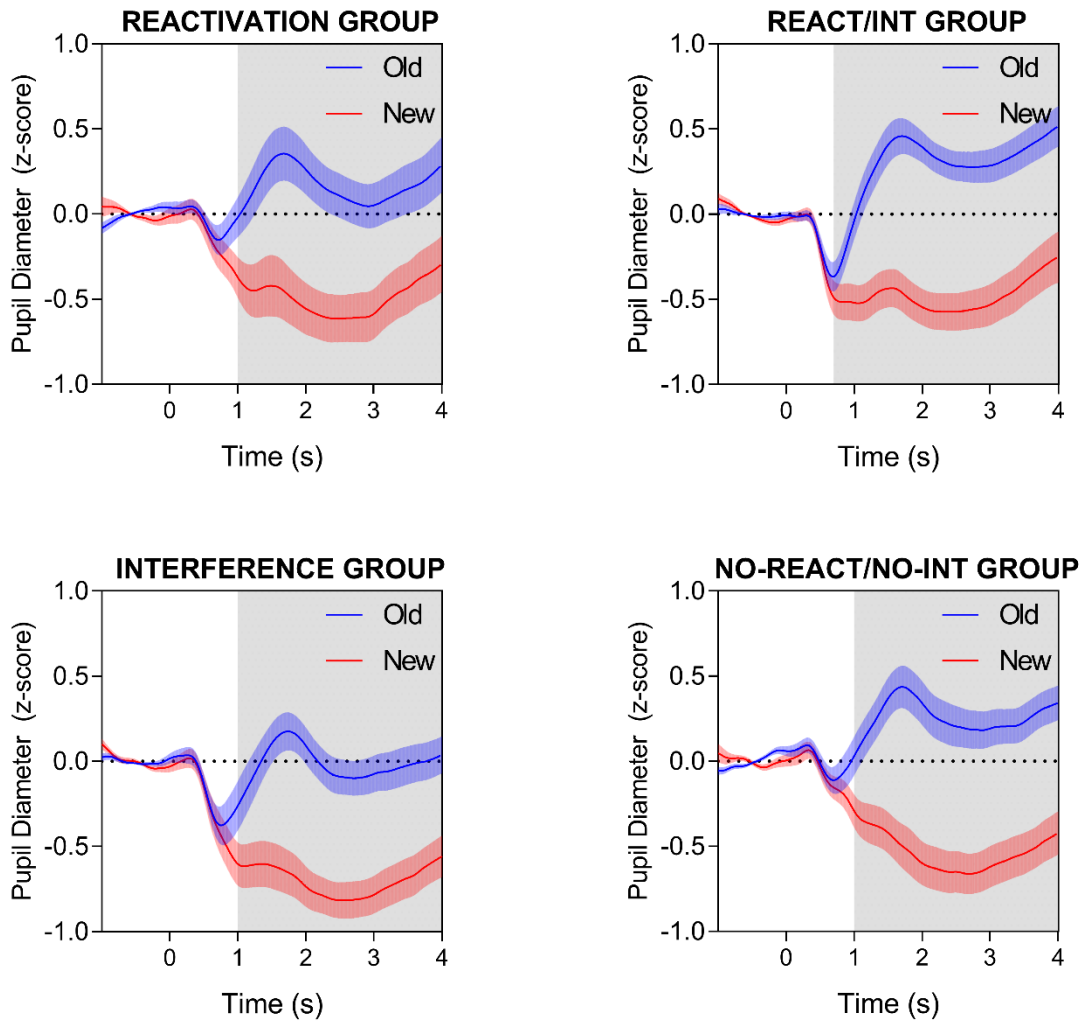 REACTIVATION GROUP
1.0
0.5
0.0
-0.5
-1.0
Pupil Diameter (z-score)
Old
New
0 1 2 3 4
Time (s)
REACT/INT GROUP
1.0
0.5
0.0
-0.5
-1.0
Pupil Diameter (z-score)
Old
New
0 1 2 3 4
Time (s)
INTERFERENCE GROUP
1.0
0.5
0.0
-0.5
-1.0
Pupil Diameter (z-score)
Old
New
0 1 2 3 4
Time (s)
NO-REACT/NO-INT GROUP
1.0
0.5
0.0
-0.5
-1.0
Pupil Diameter (z-score)
Old
New
0 1 2 3 4
Time (s)